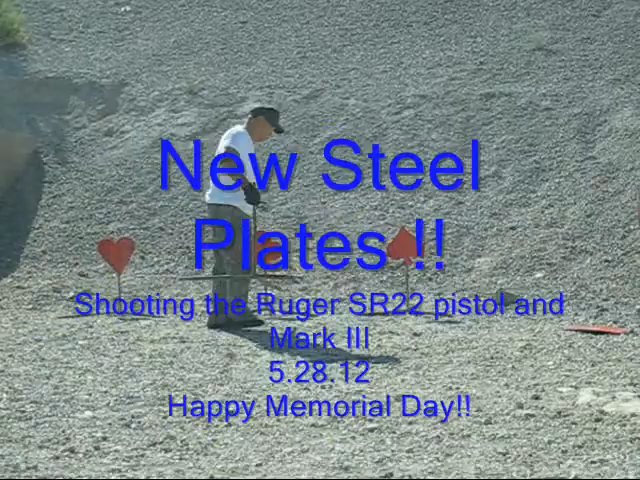 New Steel
Plates !!
Shooting the Ruger SR22 pistol and
Mark III
5.28.12
Happy Memorial Day!!